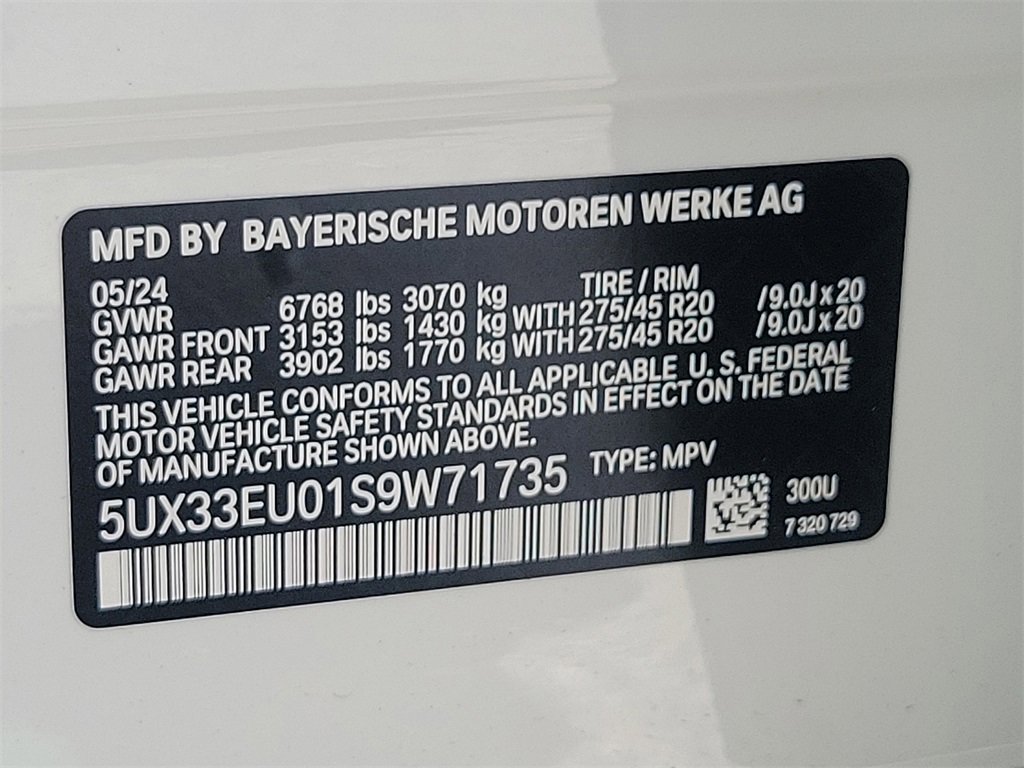 MFD BY BAYERISCHE MOTOREN WERKE AG
05/24 TIRE / RIM
GVWR 6768 lbs 3070 kg
GAWR FRONT 3153 lbs 1430 kg WITH 275/45 R20 /9.0J x 20
GAWR REAR 3902 lbs 1770 kg WITH 275/45 R20 /9.0J x 20
THIS VEHICLE CONFORMS TO ALL APPLICABLE U. S. FEDERAL
MOTOR VEHICLE SAFETY STANDARDS IN EFFECT ON THE DATE
OF MANUFACTURE SHOWN ABOVE.
5UX33EU01S9W71735 TYPE: MPV
300U
7 320 729